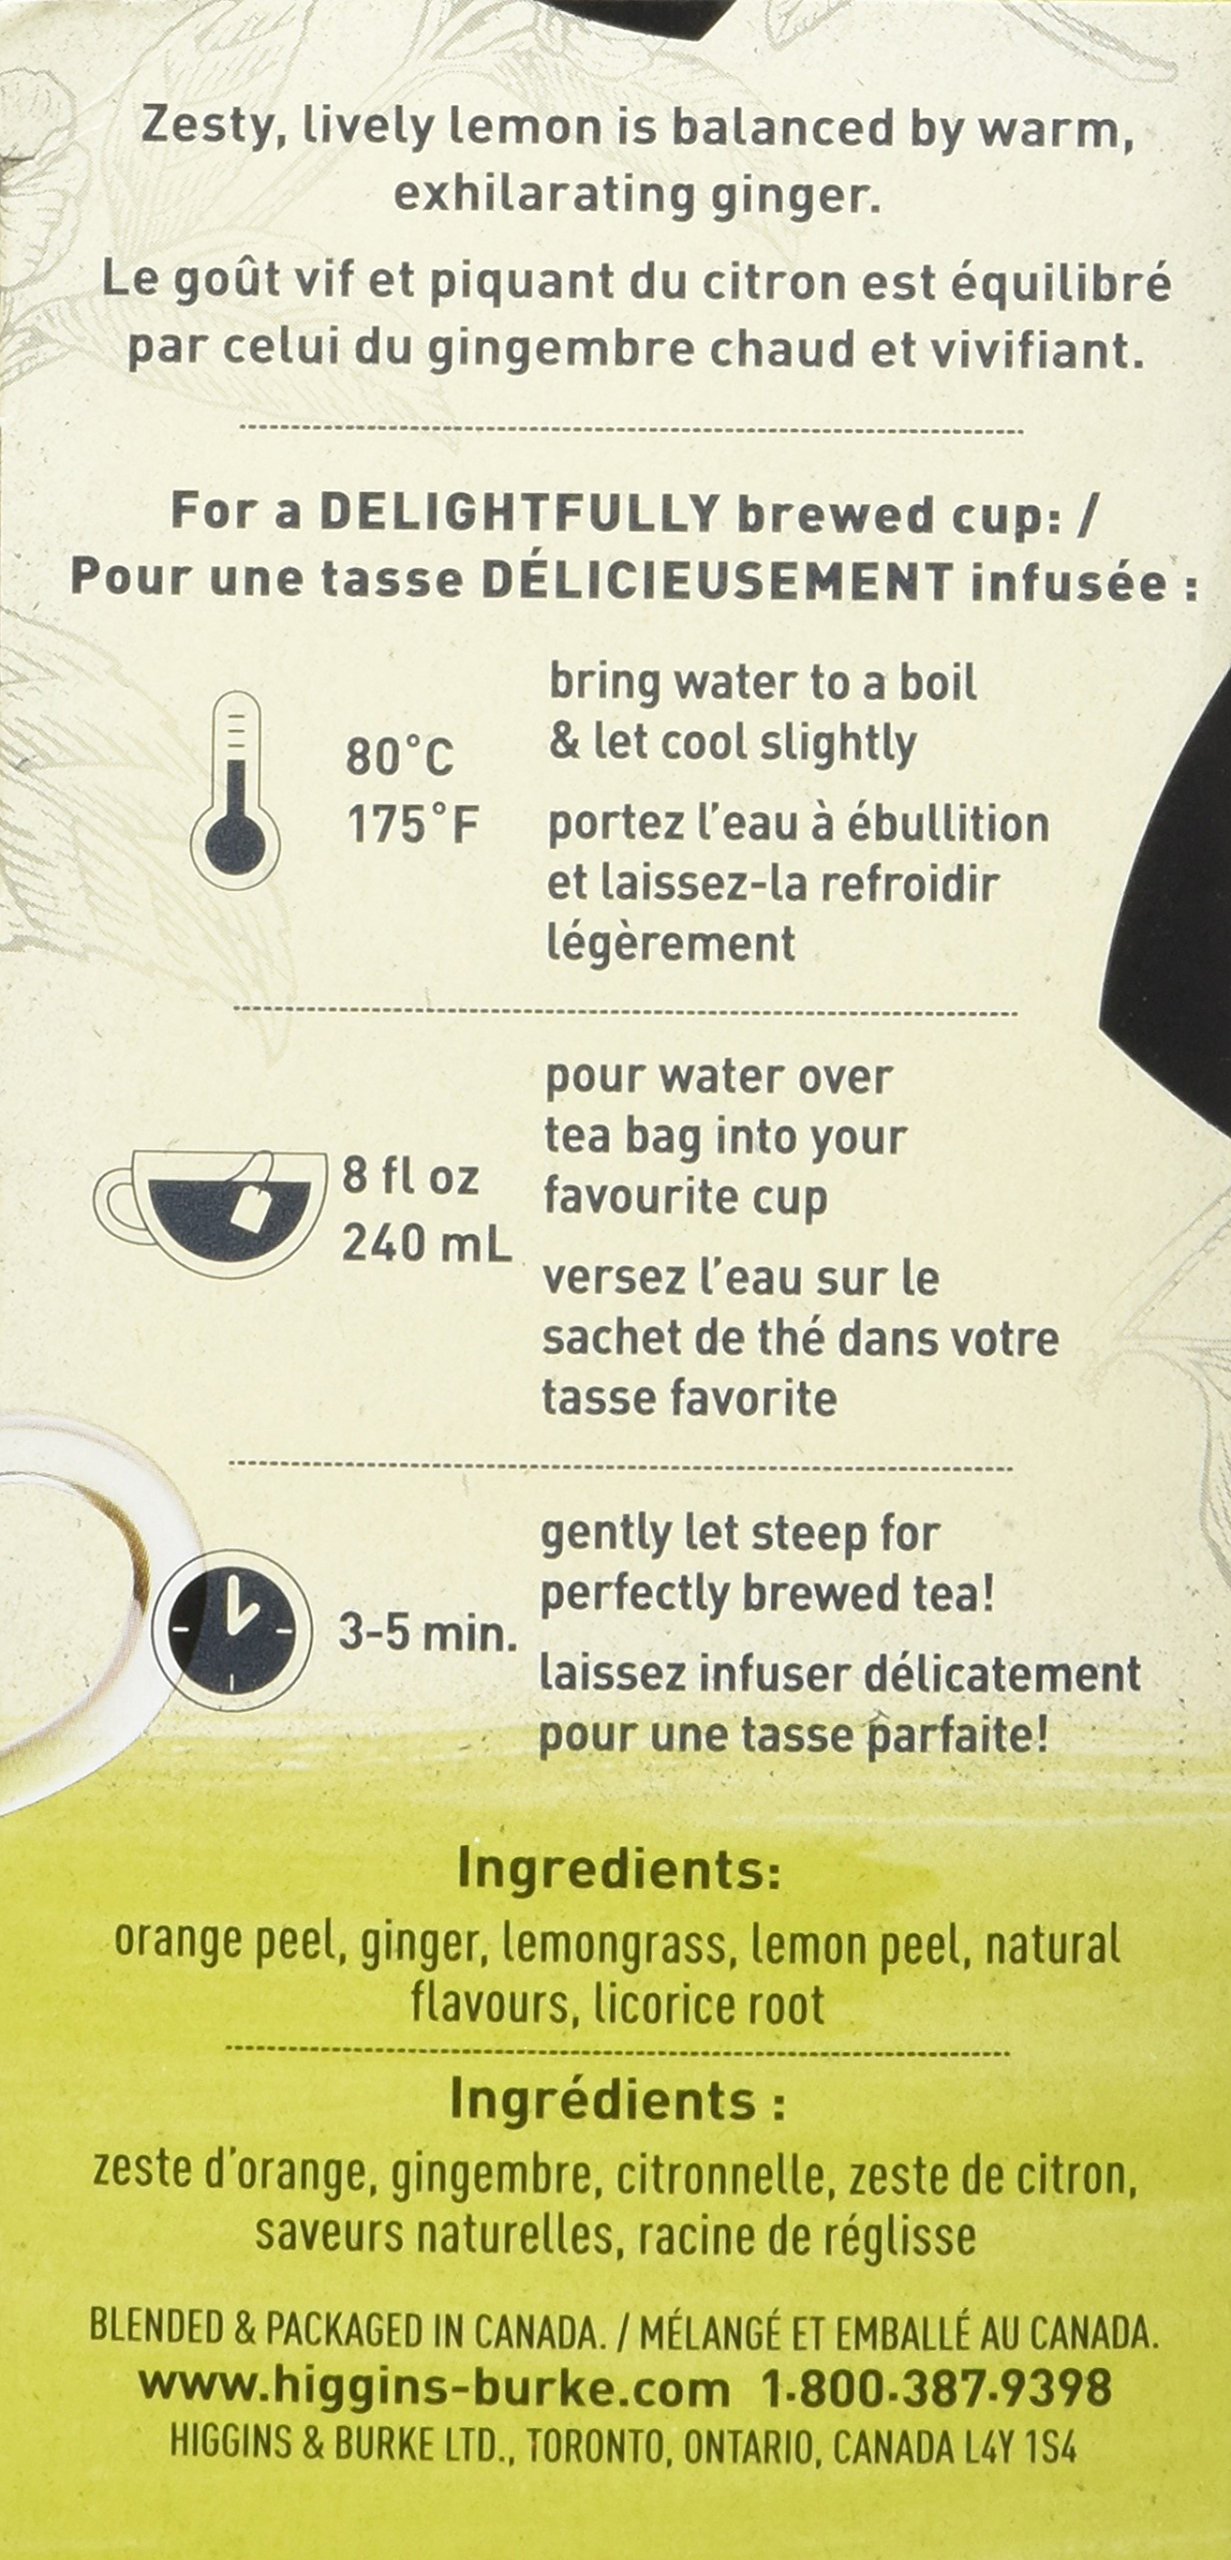 Zesty, lively lemon is balanced by warm,
exhilarating ginger.
Le goût vif et piquant du citron est équilibré
par celui du gingembre chaud et vivifiant.
For a DELIGHTFULLY brewed cup: /
Pour une tasse DÉLICIEUSEMENT infusée :
80°C
175°F
bring water to a boil
& let cool slightly
portez l'eau à ébullition
et laissez-la refroidir
légèrement
8 fl oz
240 mL
pour water over
tea bag into your
favourite cup
versez l'eau sur le
sachet de thé dans votre
tasse favorite
3-5 min.
gently let steep for
perfectly brewed tea!
laissez infuser délicatement
pour une tasse parfaite!
Ingredients:
orange peel, ginger, lemongrass, lemon peel, natural
flavours, licorice root
Ingrédients :
zeste d'orange, gingembre, citronnelle, zeste de citron,
saveurs naturelles, racine de réglisse
BLENDED & PACKAGED IN CANADA. / MÉLANGÉ ET EMBALLÉ AU CANADA.
www.higgins-burke.com 1.800.387.9398
HIGGINS & BURKE LTD., TORONTO, ONTARIO, CANADA L4Y 1S4